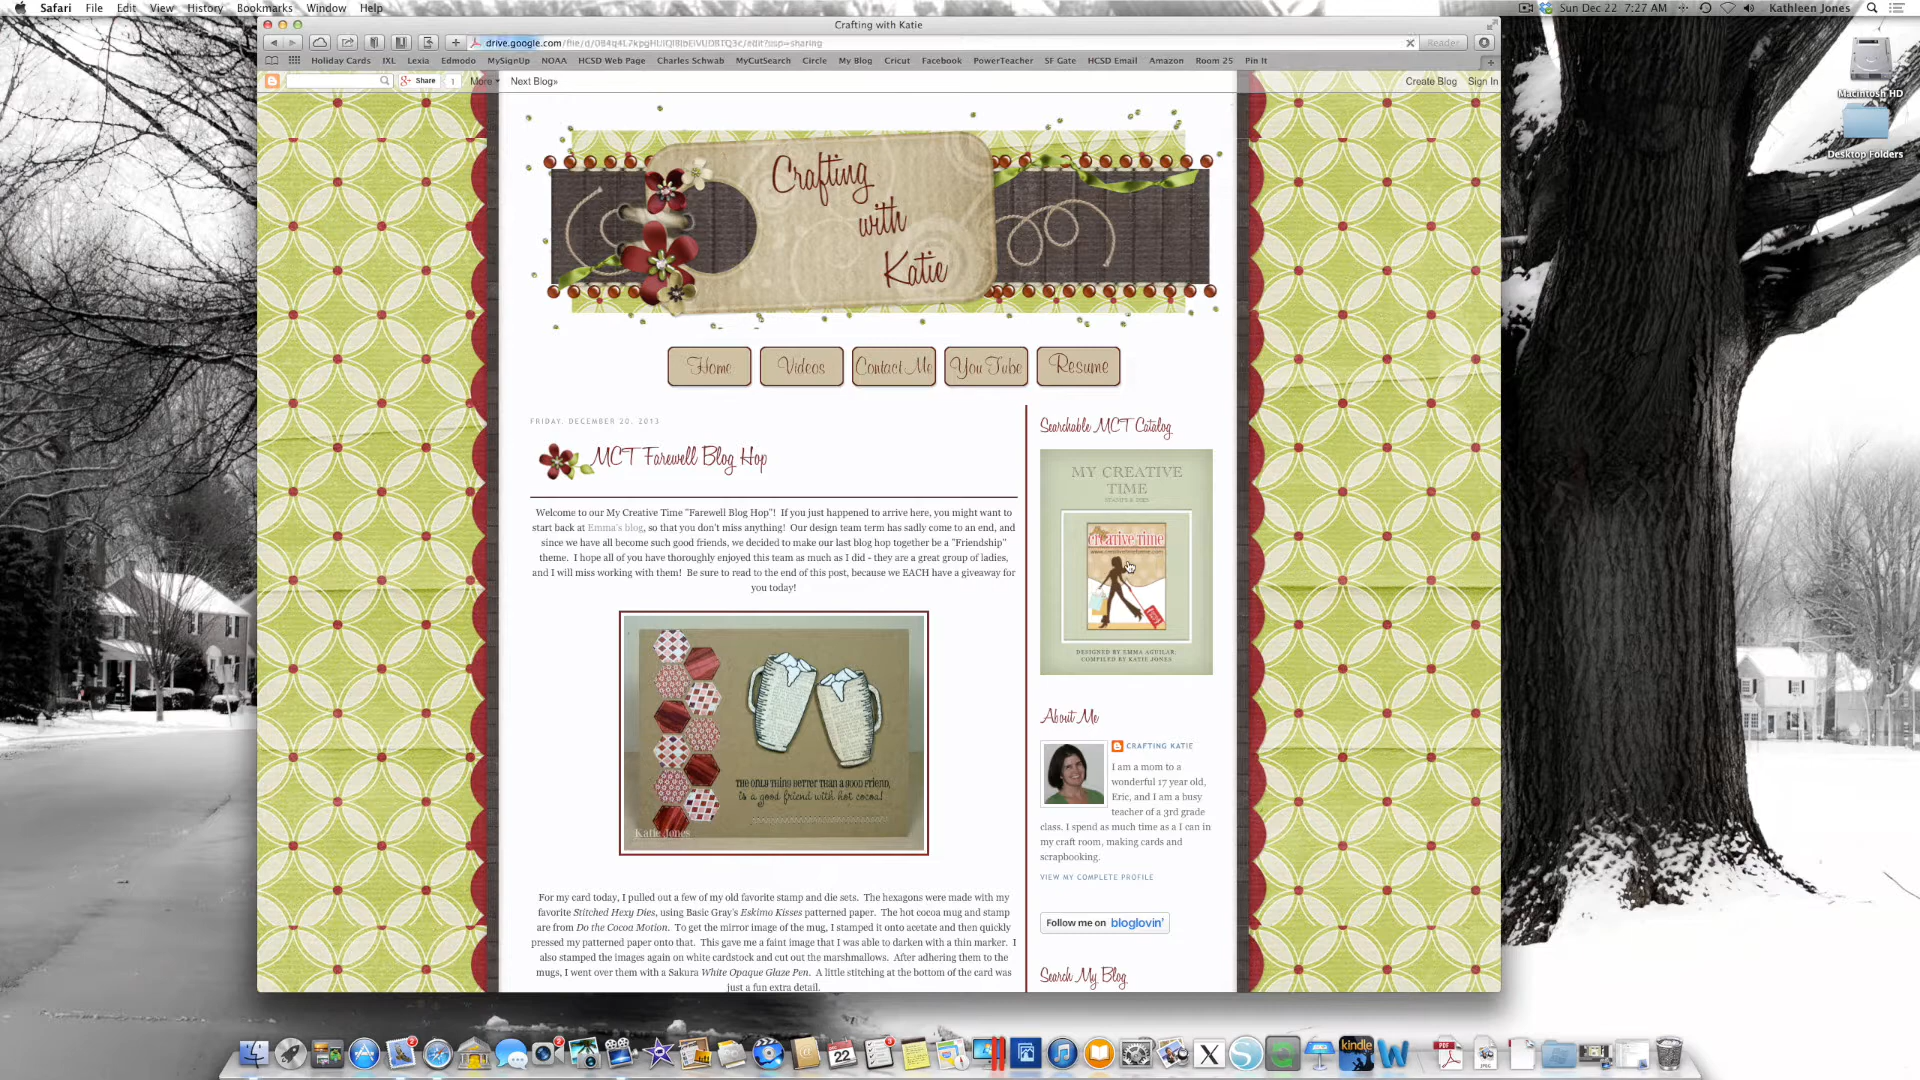 Safari File Edit View History Bookmarks Window Help
Sun Dec 22 7:27 AM Kathleen Jones
Crafting with Katie
Reader
Holiday Cards IXL Lexia Edmodo MySignUp NOAA HCSD Web Page Charles Schwab MyCutSearch Circle My Blog Cricut Facebook PowerTeacher SF Gate HCSD Email Amazon Room 25 Pin It
Share 1 More Next Blog» Create Blog Sign In
Macintosh HD
Desktop Folders
Crafting
with
Katie
Home Videos Contact Me YouTube Resume
FRIDAY, DECEMBER 20, 2013
MCT Farewell Blog Hop
Welcome to our My Creative Time "Farewell Blog Hop"! If you just happened to arrive here, you might want to
start back at Emma's blog, so that you don't miss anything! Our design team term has sadly come to an end, and
since we have all become such good friends, we decided to make our last blog hop together be a "Friendship"
theme. I hope all of you have thoroughly enjoyed this team as much as I did - they are a great group of ladies,
and I will miss working with them! Be sure to read to the end of this post, because we EACH have a giveaway for
you today!
THE ONLY THING BETTER THAN A GOOD FRIEND,
is a good friend with hot cocoa!
Katie Jones
For my card today, I pulled out a few of my old favorite stamp and die sets. The hexagons were made with my
favorite Stitched Hexy Dies, using Basic Gray's Eskimo Kisses patterned paper. The hot cocoa mug and stamp
are from Do the Cocoa Motion. To get the mirror image of the mug, I stamped it onto acetate and then quickly
pressed my patterned paper onto that. This gave me a faint image that I was able to darken with a thin marker. I
also stamped the images again on white cardstock and cut out the marshmallows. After adhering them to the
mugs, I went over them with a Sakura White Opaque Glaze Pen. A little stitching at the bottom of the card was
just a fun extra detail.
Searchable MCT Catalog
MY CREATIVE
TIME
creative time
DESIGNED BY EMMA AGUILAR;
COMPILED BY KATIE JONES
About Me
CRAFTING KATIE
I am a mom to a
wonderful 17 year old,
Eric, and I am a busy
teacher of a 3rd grade
class. I spend as much time as a I can in
my craft room, making cards and
scrapbooking.
VIEW MY COMPLETE PROFILE
Follow me on bloglovin'
Search My Blog
22
kindle
PDF